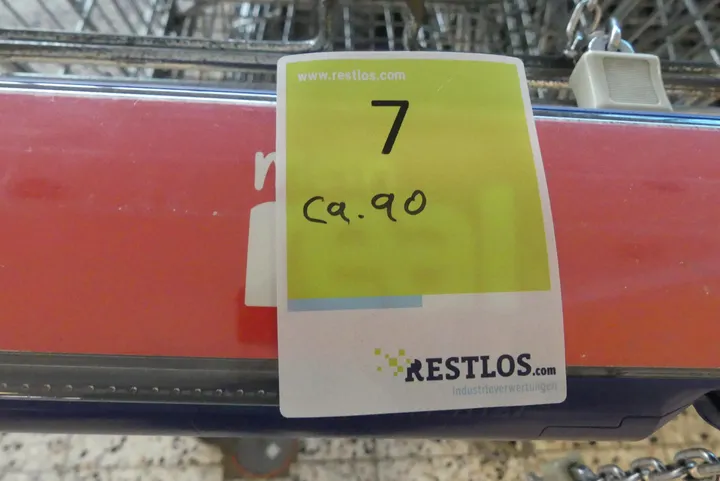 www.restlos.com
7
ca. 90
RESTLOS.com
Industrieverwertungen